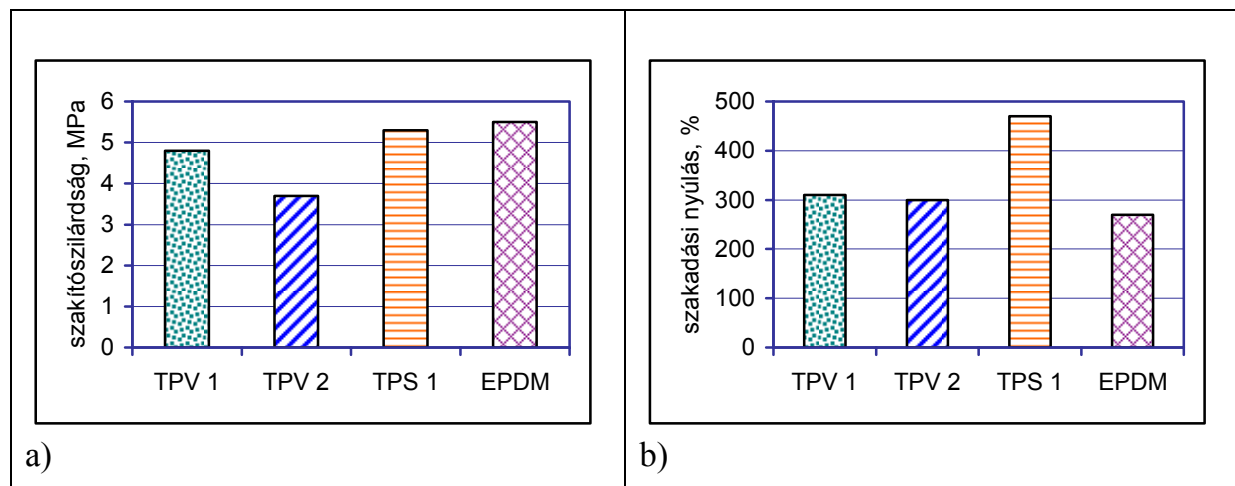 szakítószilárdság, MPa
6
5
4
3
2
1
0
TPV 1 TPV 2 TPS 1 EPDM
a)
szakadási nyúlás, %
500
400
300
200
100
0
TPV 1 TPV 2 TPS 1 EPDM
b)